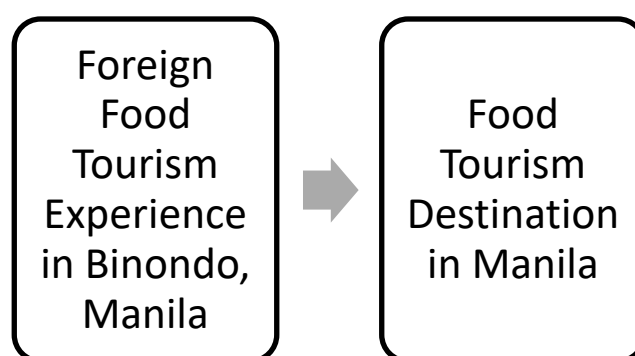 Foreign
Food
Tourism
Experience
in Binondo,
Manila
Food
Tourism
Destination
in Manila